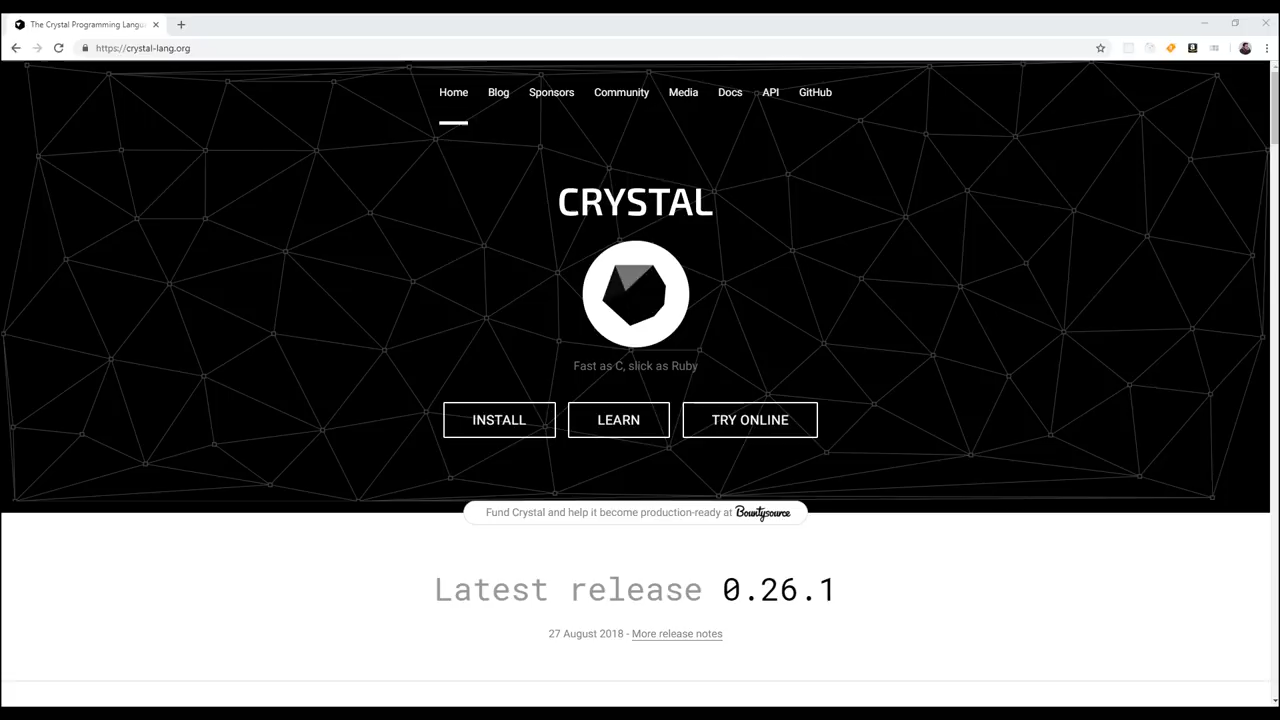 The Crystal Programming Langu
https://crystal-lang.org
Home Blog Sponsors Community Media Docs API GitHub
CRYSTAL
Fast as C, slick as Ruby
INSTALL LEARN TRY ONLINE
Fund Crystal and help it become production-ready at Bountysource
Latest release 0.26.1
27 August 2018 - More release notes